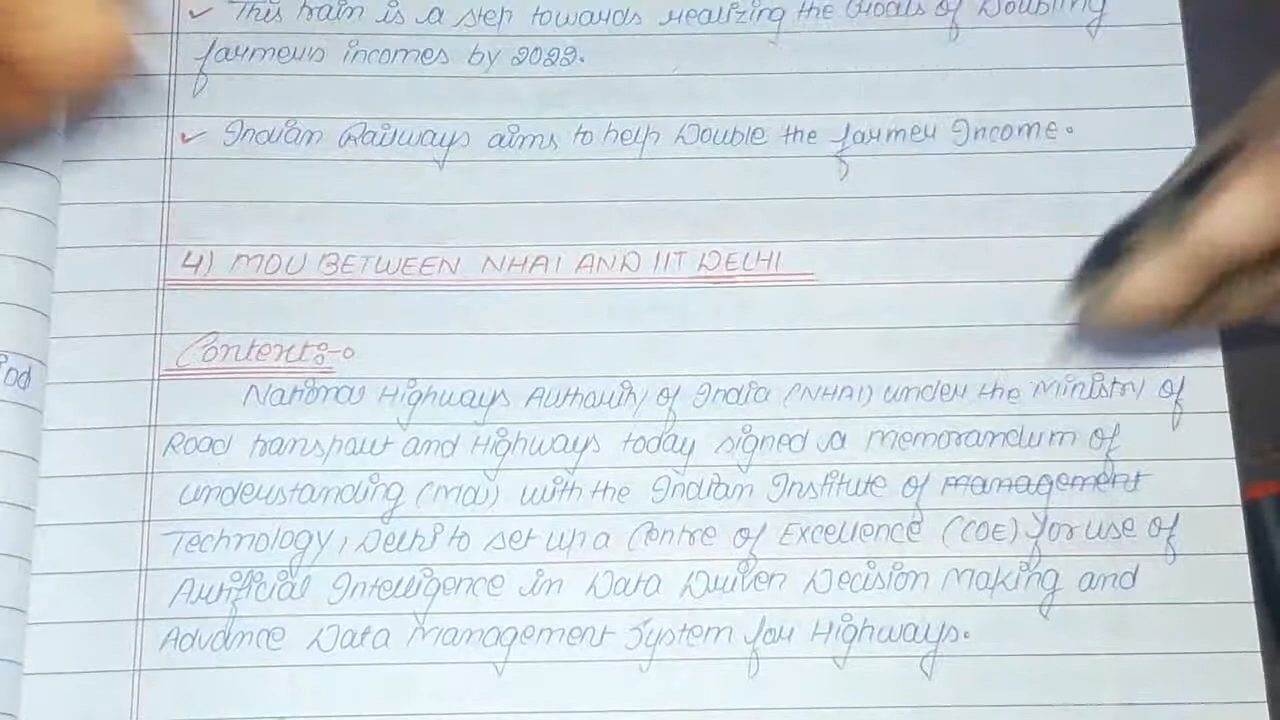 ✓ This train is a step towards realizing the Goals of Doubling
farmers incomes by 2022.
✓ Indian Railways aims to help Double the farmer Income.
4) MOU BETWEEN NHAI AND IIT DELHI
Context:-
National Highways Authority of India (NHAI) under the Ministry of
Road transport and Highways today signed a memorandum of
understanding (MoU) with the Indian Institute of management
Technology, Delhi to set up a Centre of Excellence (COE) for use of
Artificial Intelligence in Data Driven Decision Making and
Advance Data Management System for Highways.